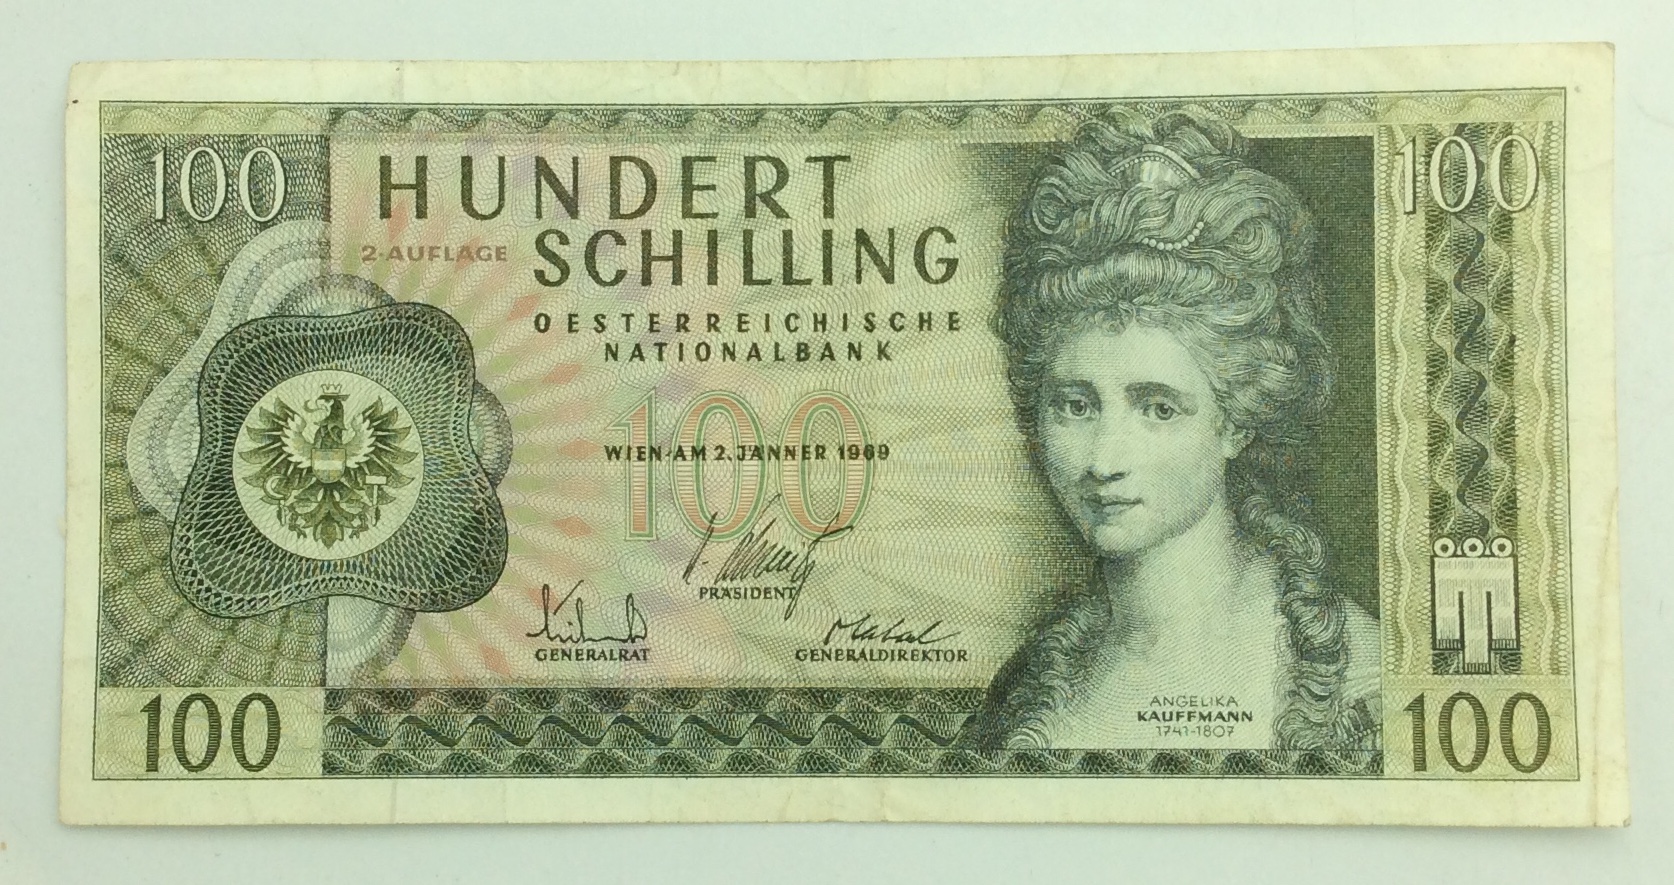 100
HUNDERT
100
2·AUFLAGE
SCHILLING
OESTERREICHISCHE
NATIONALBANK
100
WIEN·AM 2. JÄNNER 1969
PRÄSIDENT
GENERALRAT
GENERALDIREKTOR
ANGELIKA
KAUFFMANN
1741-1807
100
100